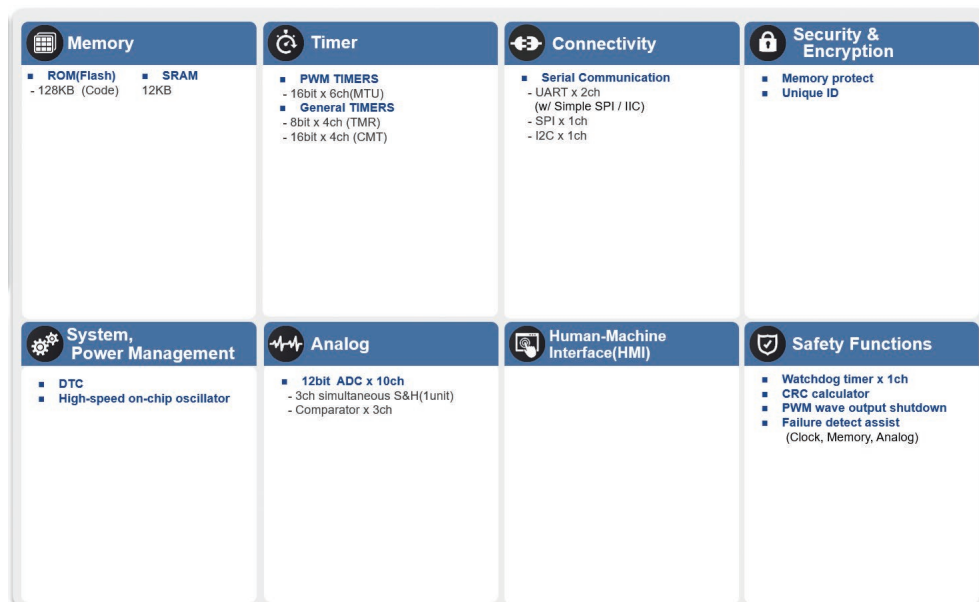 Memory
■ ROM(Flash) ■ SRAM
- 128KB (Code) 12KB
Timer
■ PWM TIMERS
- 16bit x 6ch(MTU)
■ General TIMERS
- 8bit x 4ch (TMR)
- 16bit x 4ch (CMT)
Connectivity
■ Serial Communication
- UART x 2ch
(w/ Simple SPI / IIC)
- SPI x 1ch
- I2C x 1ch
Security &
Encryption
■ Memory protect
■ Unique ID
System,
Power Management
■ DTC
■ High-speed on-chip oscillator
Analog
■ 12bit ADC x 10ch
- 3ch simultaneous S&H(1unit)
- Comparator x 3ch
Human-Machine
Interface(HMI)
Safety Functions
■ Watchdog timer x 1ch
■ CRC calculator
■ PWM wave output shutdown
■ Failure detect assist
(Clock, Memory, Analog)